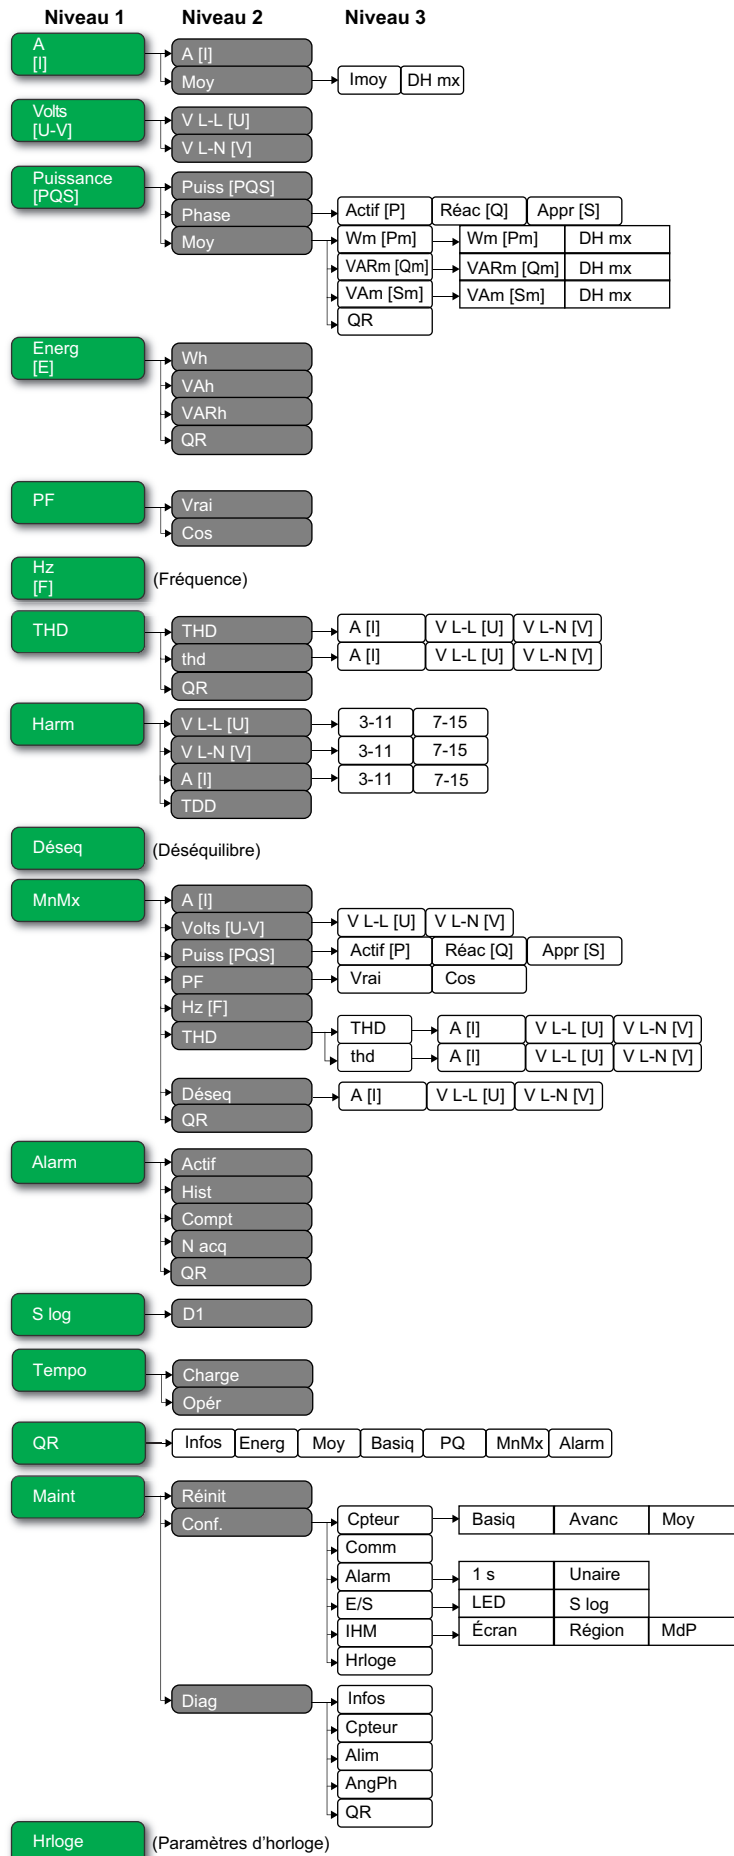 Niveau 1 Niveau 2 Niveau 3
A
[I]
A [I]
Moy Imoy DH mx
Volts
[U-V]
V L-L [U]
V L-N [V]
Puissance
[PQS]
Puiss [PQS]
Phase Actif [P] Réac [Q] Appr [S]
Moy Wm [Pm] Wm [Pm] DH mx
VARm [Qm] VARm [Qm] DH mx
VAm [Sm] VAm [Sm] DH mx
QR
Energ
[E]
Wh
VAh
VARh
QR
PF
Vrai
Cos
Hz
[F]
(Fréquence)
THD THD A [I] V L-L [U] V L-N [V]
thd A [I] V L-L [U] V L-N [V]
QR
Harm V L-L [U] 3-11 7-15
V L-N [V] 3-11 7-15
A [I] 3-11 7-15
TDD
Déseq (Déséquilibre)
MnMx A [I]
Volts [U-V] V L-L [U] V L-N [V]
Puiss [PQS] Actif [P] Réac [Q] Appr [S]
PF Vrai Cos
Hz [F]
THD THD A [I] V L-L [U] V L-N [V]
thd A [I] V L-L [U] V L-N [V]
Déseq A [I] V L-L [U] V L-N [V]
QR
Alarm Actif
Hist
Compt
N acq
QR
S log D1
Tempo Charge
Opér
QR Infos Energ Moy Basiq PQ MnMx Alarm
Maint Réinit
Conf. Cpteur Basiq Avanc Moy
Comm
Alarm 1 s Unaire
E/S LED S log
IHM Écran Région MdP
Hrloge
Diag Infos
Cpteur
Alim
AngPh
QR
Hrloge (Paramètres d’horloge)